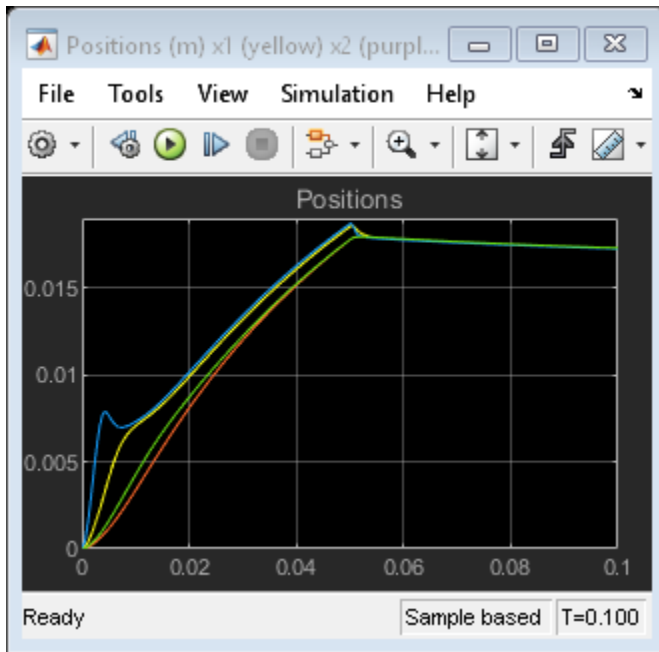 Positions (m) x1 (yellow) x2 (purpl...
File Tools View Simulation Help
Positions
0.015
0.01
0.005
0
0 0.02 0.04 0.06 0.08 0.1
Ready Sample based T=0.100